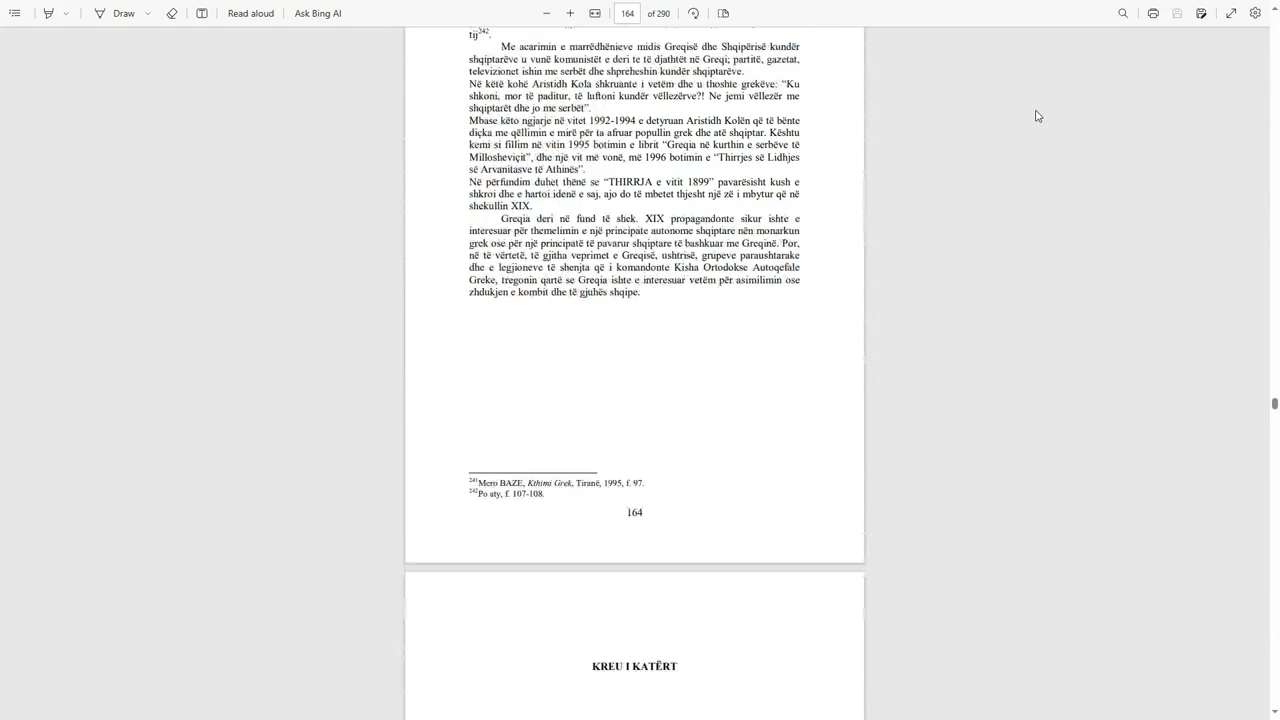 Draw
Read aloud
Ask Bing AI
164
of 290
tij242.
Me acarimin e marrëdhënieve midis Greqisë dhe Shqipërisë kundër
shqiptarëve u vunë komunistët e deri te të djathtët në Greqi; partitë, gazetat,
televizionet ishin me serbët dhe shpreheshin kundër shqiptarëve.
Në këtë kohë Aristidh Kola shkruante i vetëm dhe u thoshte grekëve: “Ku
shkoni, mor të paditur, të luftoni kundër vëllezërve?! Ne jemi vëllezër me
shqiptarët dhe jo me serbët”.
Mbase këto ngjarje në vitet 1992-1994 e detyruan Aristidh Kolën që të bënte
diçka me qëllimin e mirë për ta afruar popullin grek dhe atë shqiptar. Kështu
kemi si fillim në vitin 1995 botimin e librit “Greqia në kurthin e serbëve të
Millosheviçit”, dhe një vit më vonë, më 1996 botimin e “Thirrjes së Lidhjes
së Arvanitasve të Athinës”.
Në përfundim duhet thënë se “THIRRJA e vitit 1899” pavarësisht kush e
shkroi dhe e hartoi idenë e saj, ajo do të mbetet thjesht një zë i mbytur që në
shekullin XIX.
Greqia deri në fund të shek. XIX propagandonte sikur ishte e
interesuar për themelimin e një principate autonome shqiptare nën monarkun
grek ose për një principatë të pavarur shqiptare të bashkuar me Greqinë. Por,
në të vërtetë, të gjitha veprimet e Greqisë, ushtrisë, grupeve paraushtarake
dhe e legjioneve të shenjta që i komandonte Kisha Ortodokse Autoqefale
Greke, tregonin qartë se Greqia ishte e interesuar vetëm për asimilimin ose
zhdukjen e kombit dhe të gjuhës shqipe.
241Mero BAZE, Kthimi Grek, Tiranë, 1995, f. 97.
242Po aty, f. 107-108.
164
KREU I KATËRT